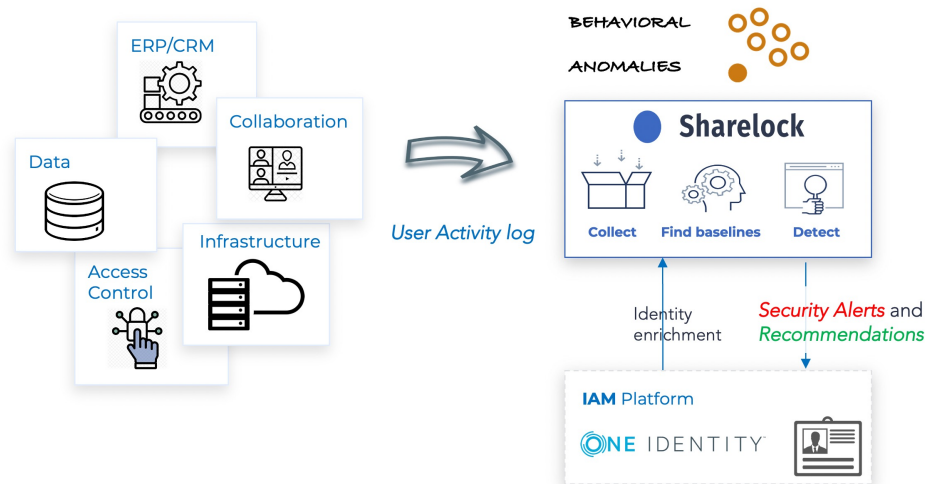 ERP/CRM
Collaboration
Data
Infrastructure
Access
Control
User Activity log
BEHAVIORAL
ANOMALIES
Sharelock
Collect
Find baselines
Detect
Identity
enrichment
Security Alerts and
Recommendations
IAM Platform
ONE IDENTITY